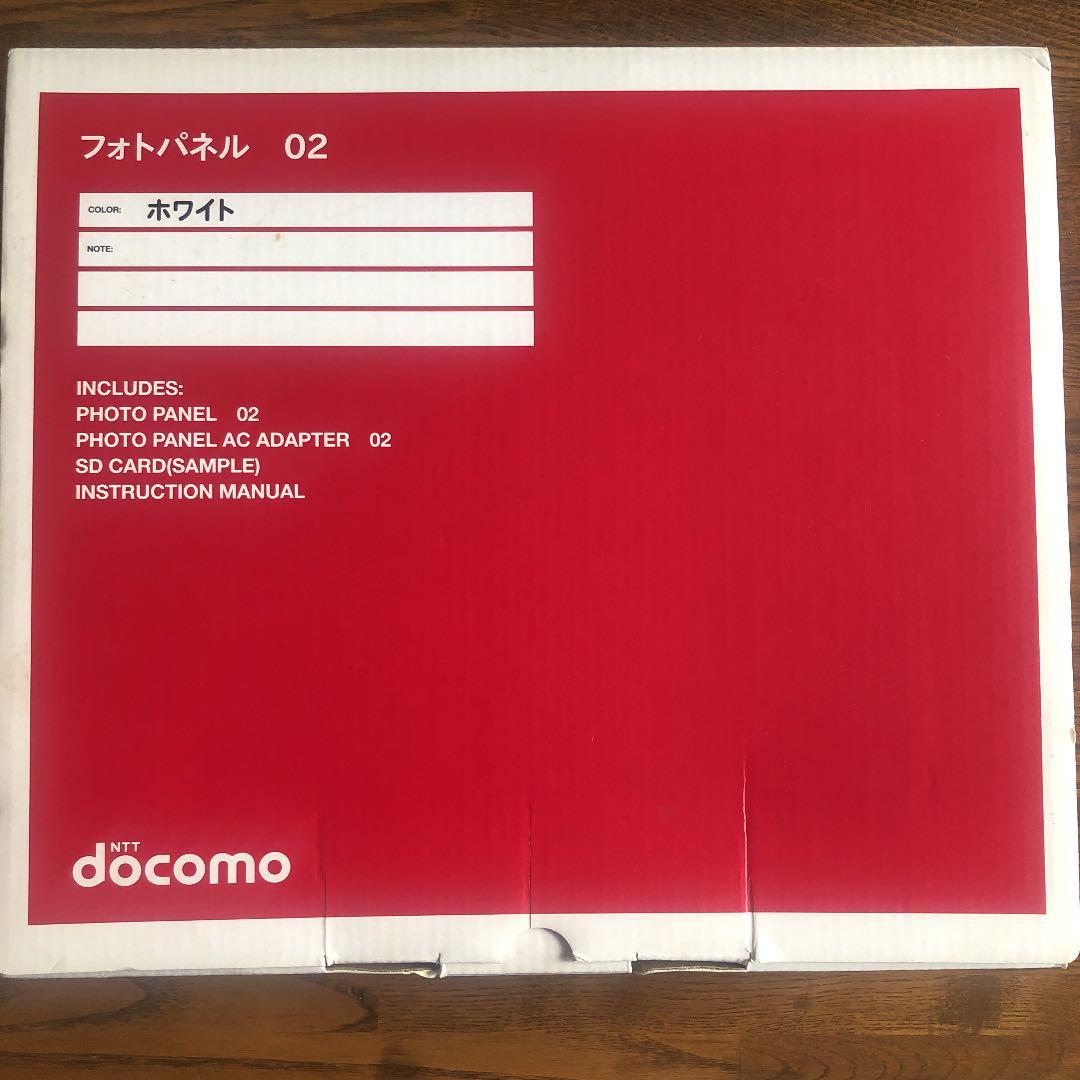 フォトパネル 02
COLOR: ホワイト
NOTE:
INCLUDES:
PHOTO PANEL 02
PHOTO PANEL AC ADAPTER 02
SD CARD(SAMPLE)
INSTRUCTION MANUAL
NTT
docomo